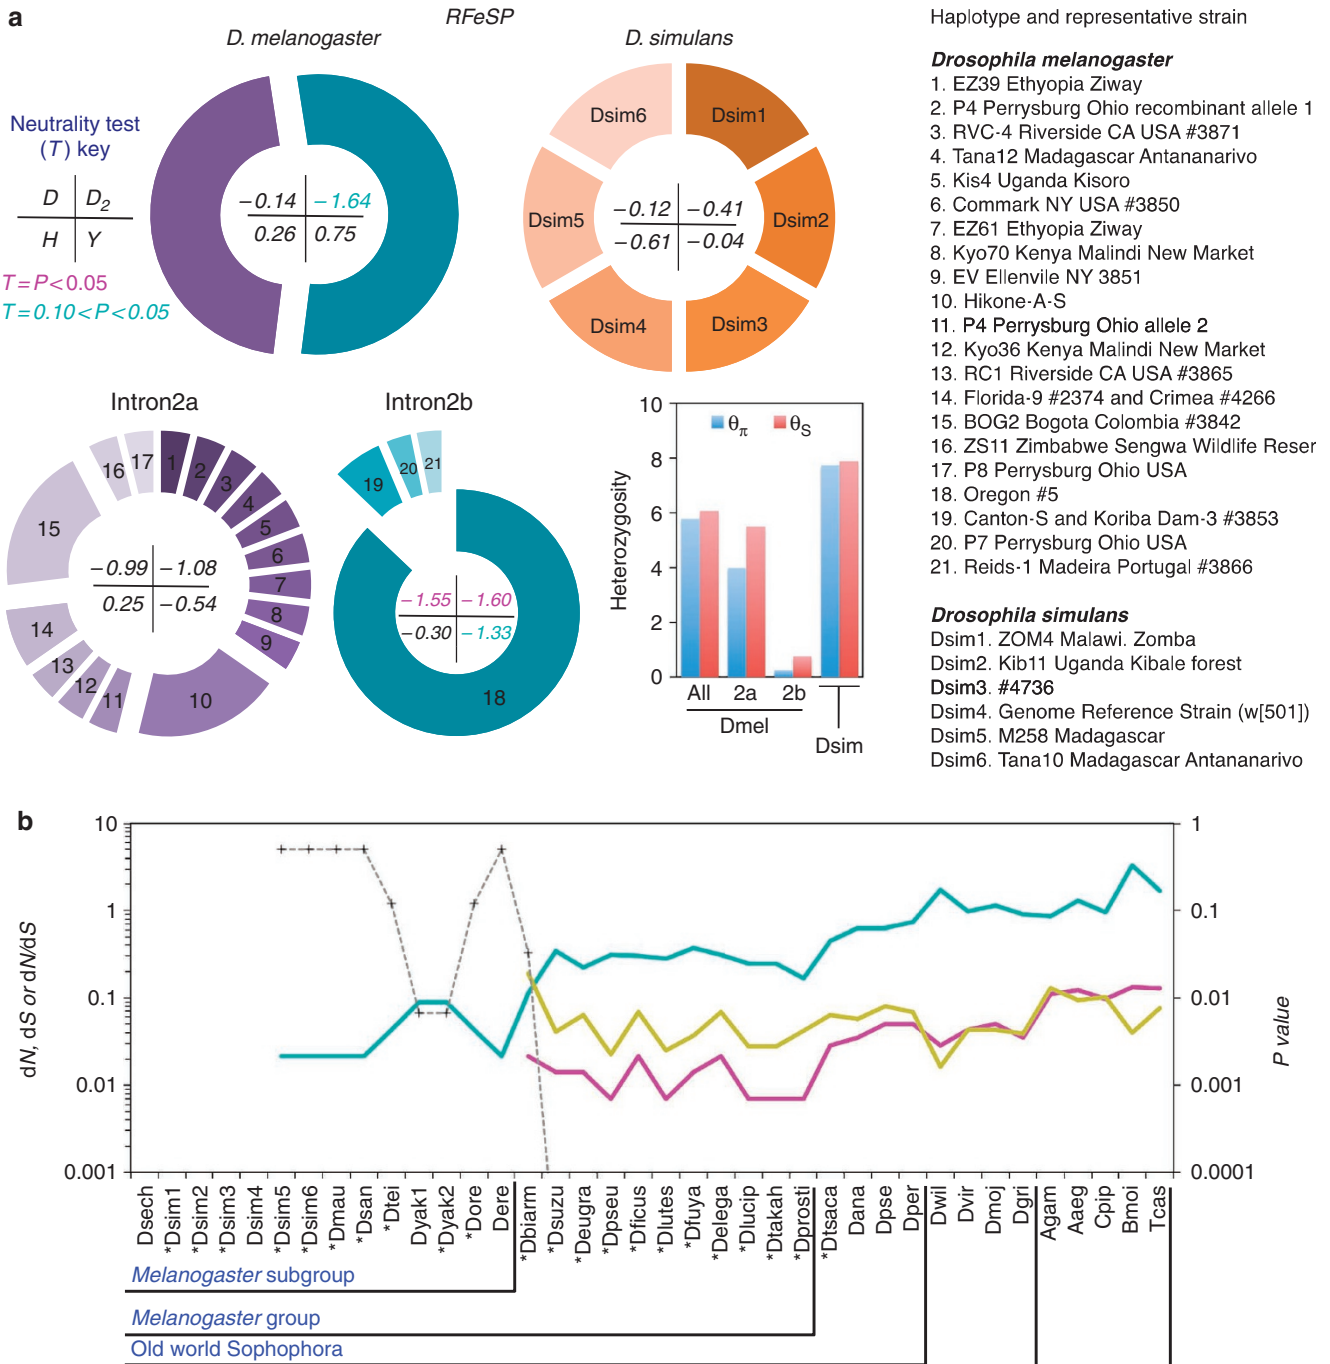 a
RFeSP
D. melanogaster
D. simulans
Neutrality test
(T) key
D D2
H Y
T=P<0.05
T=0.10<P<0.05
−0.14 −1.64
0.26 0.75
Dsim6 Dsim1
Dsim5 Dsim2
Dsim4 Dsim3
−0.12 −0.41
−0.61 −0.04
Intron2a
16 17 1 2 3 4 5 6 7 8 9 10 11 12 13 14 15
−0.99 −1.08
0.25 −0.54
Intron2b
19 20 21
18
−1.55 −1.60
−0.30 −1.33
Heterozygosity
10
8
6
4
2
0
θπ θS
All 2a 2b
Dmel
Dsim
Haplotype and representative strain
Drosophila melanogaster
1. EZ39 Ethyopia Ziway
2. P4 Perrysburg Ohio recombinant allele 1
3. RVC-4 Riverside CA USA #3871
4. Tana12 Madagascar Antananarivo
5. Kis4 Uganda Kisoro
6. Commark NY USA #3850
7. EZ61 Ethyopia Ziway
8. Kyo70 Kenya Malindi New Market
9. EV Ellenvile NY 3851
10. Hikone-A-S
11. P4 Perrysburg Ohio allele 2
12. Kyo36 Kenya Malindi New Market
13. RC1 Riverside CA USA #3865
14. Florida-9 #2374 and Crimea #4266
15. BOG2 Bogota Colombia #3842
16. ZS11 Zimbabwe Sengwa Wildlife Reser
17. P8 Perrysburg Ohio USA
18. Oregon #5
19. Canton-S and Koriba Dam-3 #3853
20. P7 Perrysburg Ohio USA
21. Reids-1 Madeira Portugal #3866
Drosophila simulans
Dsim1. ZOM4 Malawi. Zomba
Dsim2. Kib11 Uganda Kibale forest
Dsim3. #4736
Dsim4. Genome Reference Strain (w[501])
Dsim5. M258 Madagascar
Dsim6. Tana10 Madagascar Antananarivo
b
dN, dS or dN/dS
10
1
0.1
0.01
0.001
1
0.1
0.01
0.001
0.0001
P value
Dsech
*Dsim1
*Dsim2
*Dsim3
Dsim4
*Dsim5
*Dsim6
*Dmau
*Dsan
*Dtei
Dyak1
*Dyak2
*Dore
Dere
*Dbiarm
*Dsuzu
*Deugra
*Dpseu
*Dficus
*Dlutes
*Dfuya
*Delega
*Dlucip
*Dtakah
*Dprosti
*Dtsaca
Dana
Dpse
Dper
Dwil
Dvir
Dmoj
Dgri
Agam
Aaeg
Cpip
Bmoi
Tcas
Melanogaster subgroup
Melanogaster group
Old world Sophophora